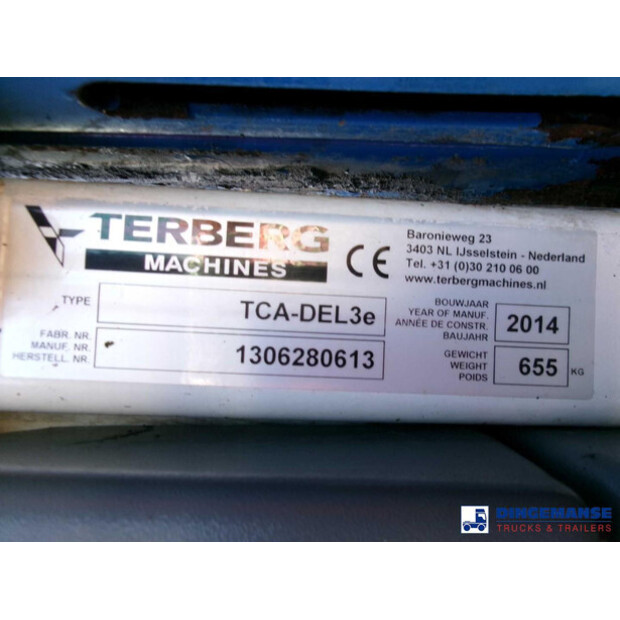 TERBERG
MACHINES
CE
Baronieweg 23
3403 NL IJsselstein - Nederland
Tel. +31 (0)30 210 06 00
www.terbergmachines.nl
TYPE
TCA-DEL3e
BOUWJAAR
YEAR OF MANUF.
ANNÉE DE CONSTR.
BAUJAHR
2014
FABR. NR.
MANUF. NR.
HERSTELL. NR.
1306280613
GEWICHT
WEIGHT
POIDS
655 KG
DINGEMANSE
TRUCKS & TRAILERS